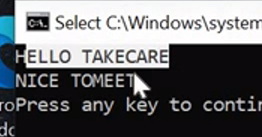 Select C:\Windows\system
HELLO TAKECARE
NICE TOMEET
Press any key to contin